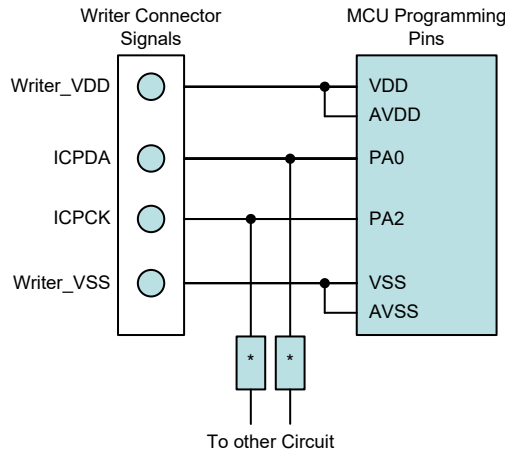 Writer Connector
Signals
MCU Programming
Pins
Writer_VDD
VDD
AVDD
ICPDA
PA0
ICPCK
PA2
Writer_VSS
VSS
AVSS
*
*
To other Circuit